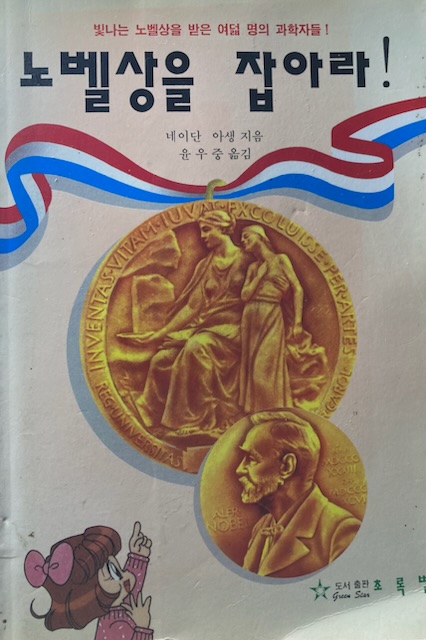 빛나는 노벨상을 받은 여덟 명의 과학자들!
노벨상을 잡아라!
네이단 아생 지음
윤우중 옮김
INVENTAS·VITAM·IUVAT·EXCOLUISSE·PER·ARTES
REG·UNIVERSITAS
ALFR·
NOBEL
도서 출판
Green Star
초록